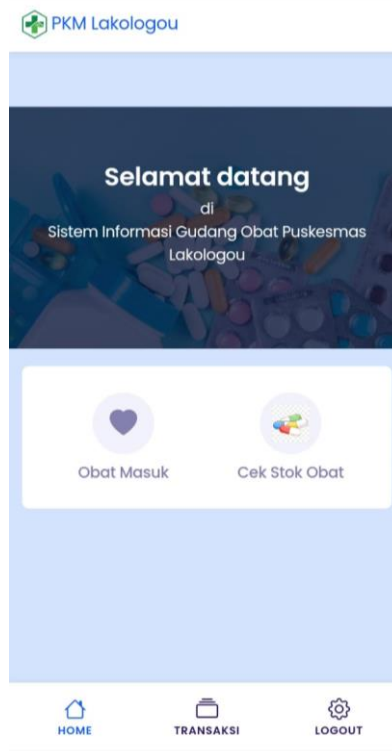 PKM Lakologou
Selamat datang
di
Sistem Informasi Gudang Obat Puskesmas
Lakologou
Obat Masuk
Cek Stok Obat
HOME
TRANSAKSI
LOGOUT